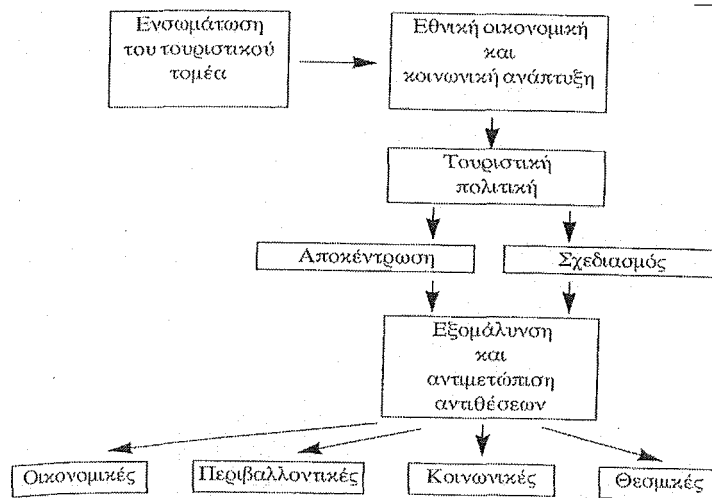 Ενσωμάτωση
του τουριστικού
τομέα
Εθνική οικονομική
και
κοινωνική ανάπτυξη
Τουριστική
πολιτική
Αποκέντρωση
Σχεδιασμός
Εξομάλυνση
και
αντιμετώπιση
αντιθέσεων
Οικονομικές
Περιβαλλοντικές
Κοινωνικές
Θεσμικές